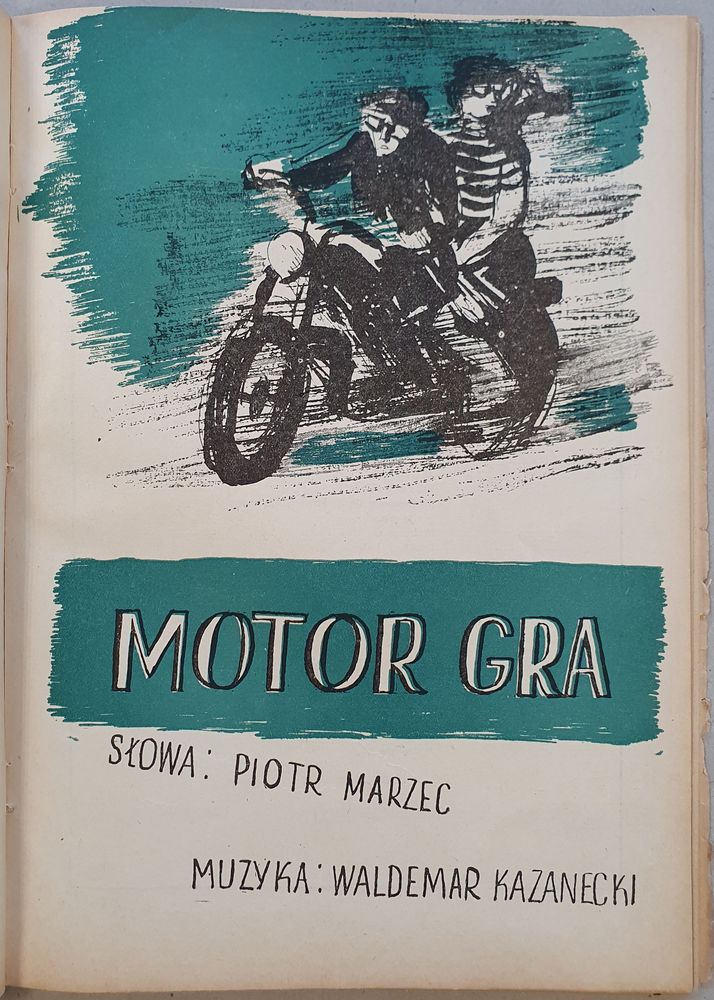 MOTOR GRA
SŁOWA: PIOTR MARZEC
MUZYKA: WALDEMAR KAZANECKI